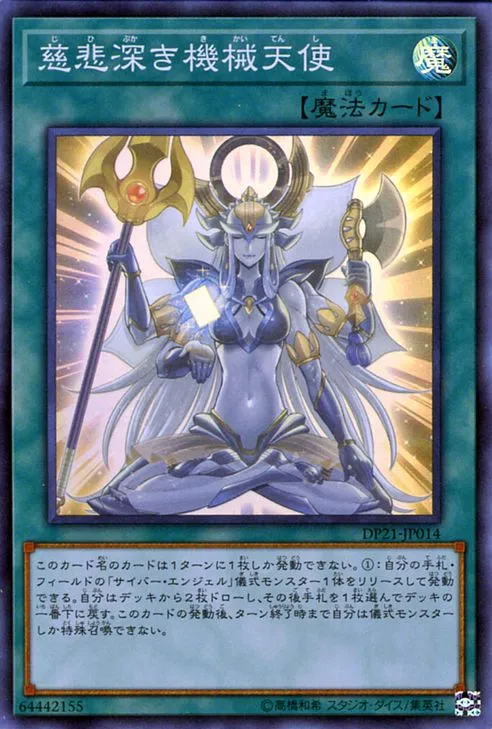 慈悲深き機械天使
魔
【魔法カード】
DP21-JP014
このカード名のカードは１ターンに１枚しか発動できない。①：自分の手札・
フィールドの「サイバー・エンジェル」儀式モンスター１体をリリースして発動
できる。自分はデッキから２枚ドローし、その後手札を１枚選んでデッキの
一番下に戻す。このカードの発動後、ターン終了時まで自分は儀式モンスター
しか特殊召喚できない。
64442155
©高橋和希 スタジオ・ダイス/集英社